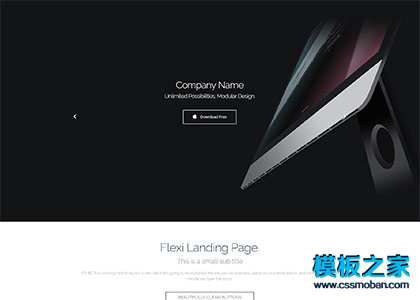 Company Name
Unlimited Possibilities, Modular Design
Download Free
Flexi Landing Page.
This is a small sub title
BEAUTIFULLY CLEAN BUTTONS
模板之家
www.cssmoban.com